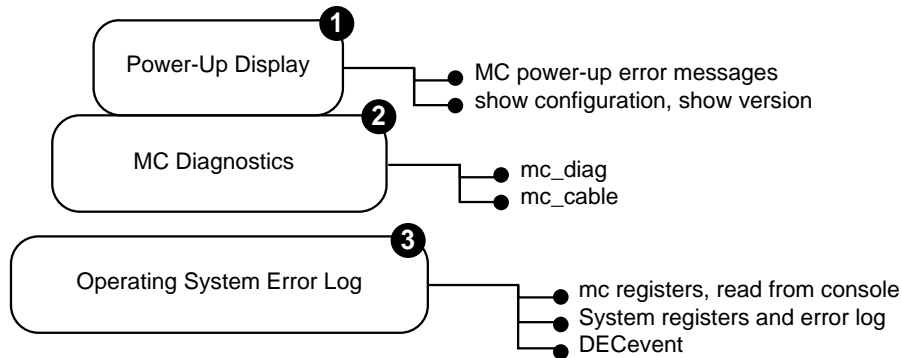 1
Power-Up Display
MC power-up error messages
show configuration, show version
2
MC Diagnostics
mc_diag
mc_cable
3
Operating System Error Log
mc registers, read from console
System registers and error log
DECevent